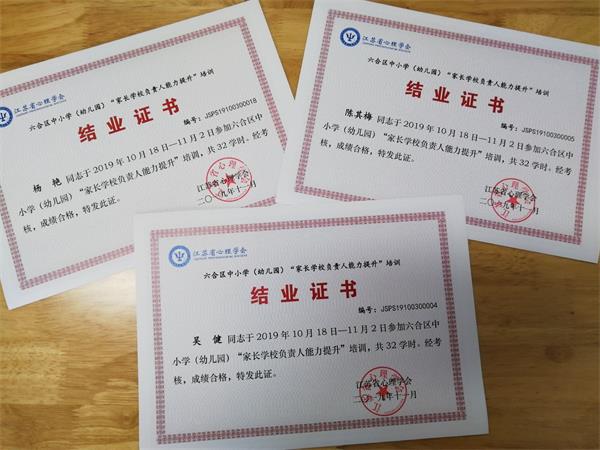 江苏省心理学会
六合区中小学（幼儿园）“家长学校负责人能力提升”培训
结业证书
编号：JSPS19100300018
杨 艳 同志于2019年10月18日—11月2日参加六合区中
小学（幼儿园）“家长学校负责人能力提升”培训，共32学时。经考
核，成绩合格，特发此证。
江苏省心理学会
二〇一九年十一月
江苏省心理学会
六合区中小学（幼儿园）“家长学校负责人能力提升”培训
结业证书
编号：JSPS19100300005
陈其梅 同志于2019年10月18日—11月2日参加六合区中
小学（幼儿园）“家长学校负责人能力提升”培训，共32学时。经考
核，成绩合格，特发此证。
江苏省心理学会
二〇一九年十一月
江苏省心理学会
六合区中小学（幼儿园）“家长学校负责人能力提升”培训
结业证书
编号：JSPS19100300004
吴 健 同志于2019年10月18日—11月2日参加六合区中
小学（幼儿园）“家长学校负责人能力提升”培训，共32学时。经考
核，成绩合格，特发此证。
江苏省心理学会
二〇一九年十一月